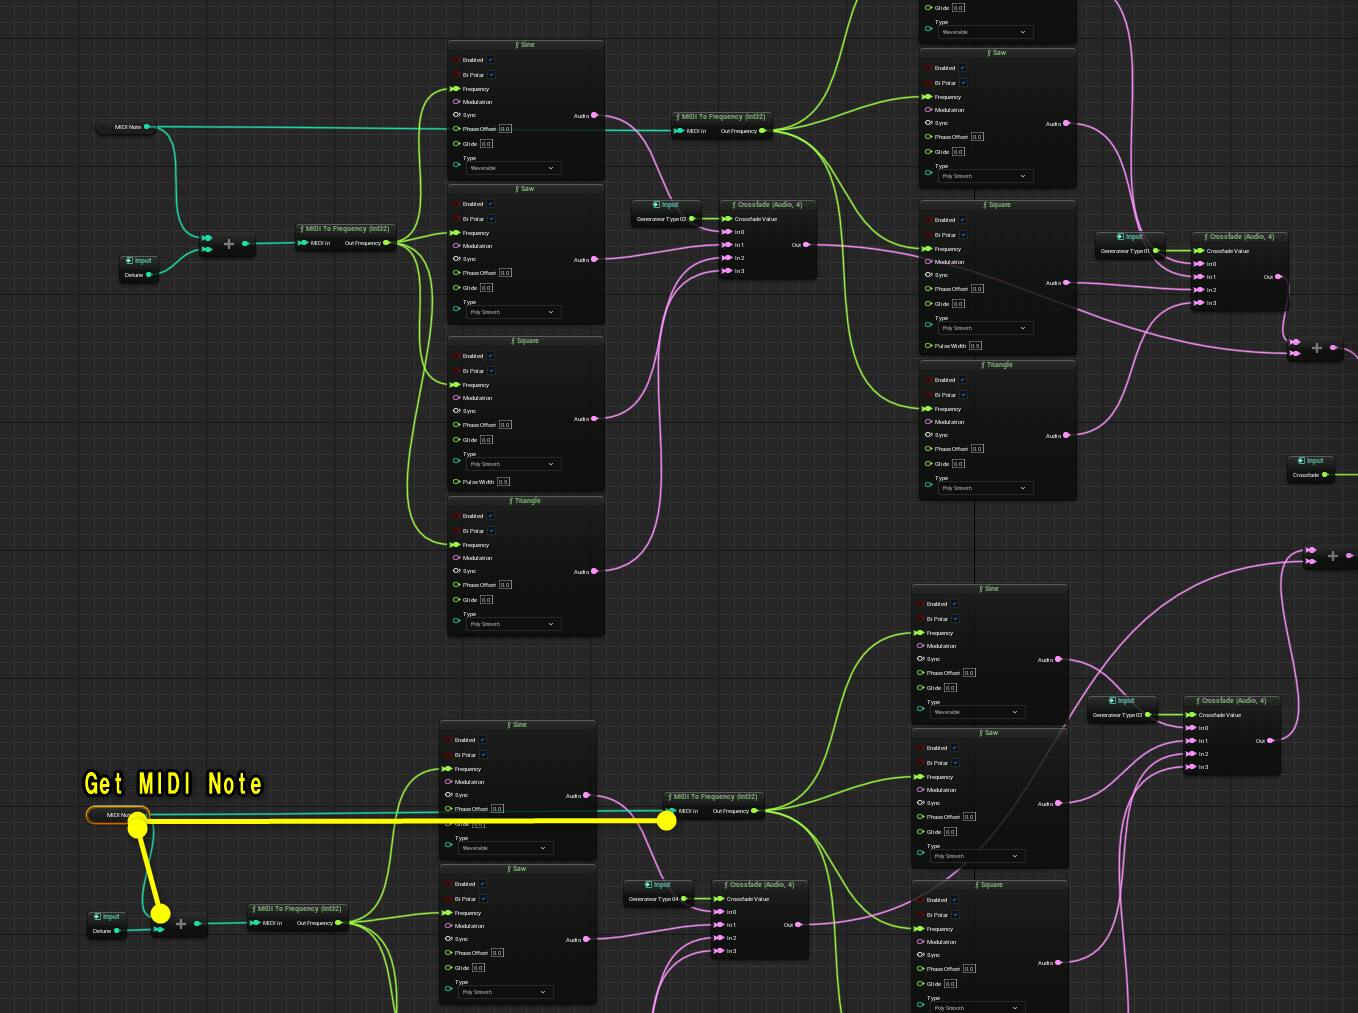 Glide 0.0
Type
Wavetable
ƒ Sine
Enabled
Bi Polar
Frequency
Modulation
Sync
Audio
Phase Offset 0.0
Glide 0.0
Type
Wavetable
MIDI Note
ƒ MIDI To Frequency (Int32)
MIDI In Out Frequency
ƒ Saw
Enabled
Bi Polar
Frequency
Modulation
Sync
Audio
Phase Offset 0.0
Glide 0.0
Type
Poly Smooth
ƒ Saw
Enabled
Bi Polar
Frequency
Modulation
Sync
Audio
Phase Offset 0.0
Glide 0.0
Type
Poly Smooth
+
ƒ MIDI To Frequency (Int32)
MIDI In Out Frequency
Input
Detune
Input
Generateor Type 02
ƒ Crossfade (Audio, 4)
Crossfade Value
In 0
In 1 Out
In 2
In 3
ƒ Square
Enabled
Bi Polar
Frequency
Modulation
Sync
Audio
Phase Offset 0.0
Glide 0.0
Type
Poly Smooth
Pulse Width 0.5
Input
Generateor Type 01
ƒ Crossfade (Audio, 4)
Crossfade Value
In 0
In 1 Out
In 2
In 3
+
ƒ Square
Enabled
Bi Polar
Frequency
Modulation
Sync
Audio
Phase Offset 0.0
Glide 0.0
Type
Poly Smooth
Pulse Width 0.5
ƒ Triangle
Enabled
Bi Polar
Frequency
Modulation
Sync
Audio
Phase Offset 0.0
Glide 0.0
Type
Poly Smooth
Input
Crossfade
ƒ Triangle
Enabled
Bi Polar
Frequency
Modulation
Sync
Audio
Phase Offset 0.0
Glide 0.0
Type
Poly Smooth
+
ƒ Sine
Enabled
Bi Polar
Frequency
Modulation
Sync
Audio
Phase Offset 0.0
Glide 0.0
Type
Wavetable
Input
Generateor Type 03
ƒ Crossfade (Audio, 4)
Crossfade Value
In 0
In 1 Out
In 2
In 3
ƒ Sine
Enabled
Bi Polar
Frequency
Modulation
Sync
Audio
Phase Offset 0.0
Glide 0.0
Type
Wavetable
Get MIDI Note
MIDI Note
ƒ MIDI To Frequency (Int32)
MIDI In Out Frequency
ƒ Saw
Enabled
Bi Polar
Frequency
Modulation
Sync
Audio
Phase Offset 0.0
Glide 0.0
Type
Poly Smooth
Input
Detune
+
ƒ MIDI To Frequency (Int32)
MIDI In Out Frequency
ƒ Saw
Enabled
Bi Polar
Frequency
Modulation
Sync
Audio
Phase Offset 0.0
Glide 0.0
Type
Poly Smooth
Input
Generateor Type 04
ƒ Crossfade (Audio, 4)
Crossfade Value
In 0
In 1 Out
In 2
In 3
ƒ Square
Enabled
Bi Polar
Frequency
Modulation
Sync
Audio
Phase Offset 0.0
Glide 0.0
Type
Poly Smooth